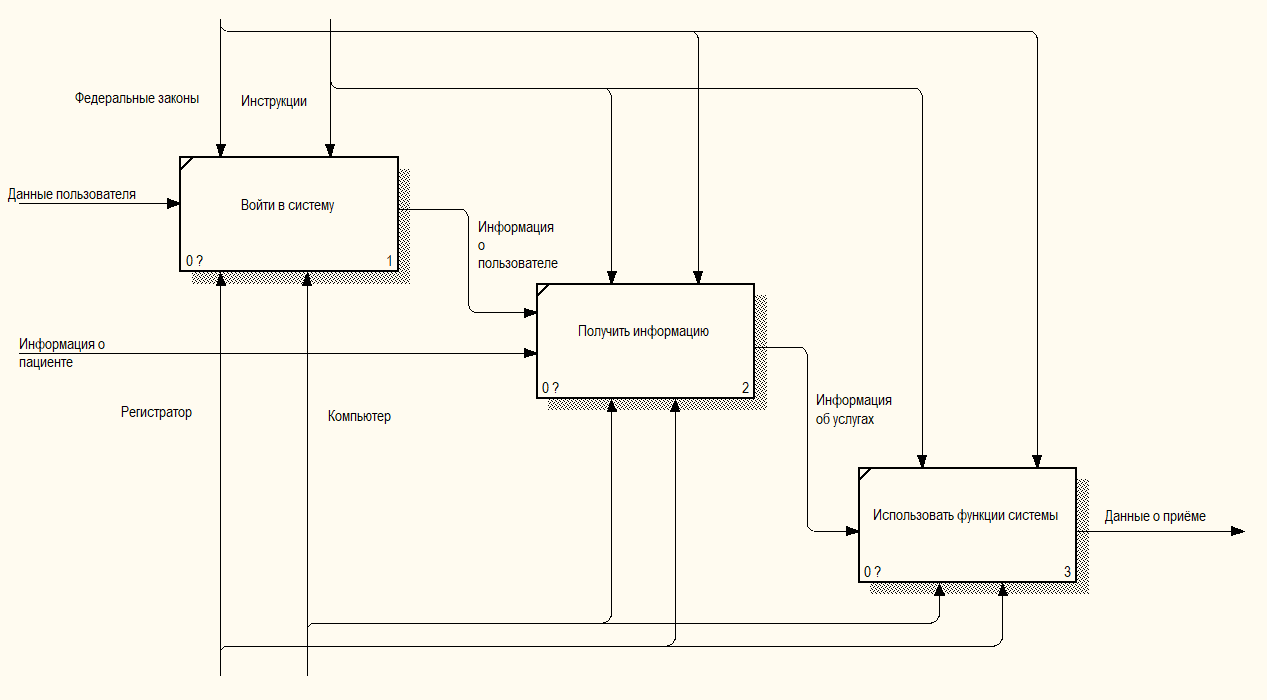 Федеральные законы
Инструкции
Данные пользователя
Войти в систему
0 ?
1
Информация
о
пользователе
Получить информацию
0 ?
2
Информация о
пациенте
Регистратор
Компьютер
Информация
об услугах
Использовать функции системы
0 ?
3
Данные о приёме